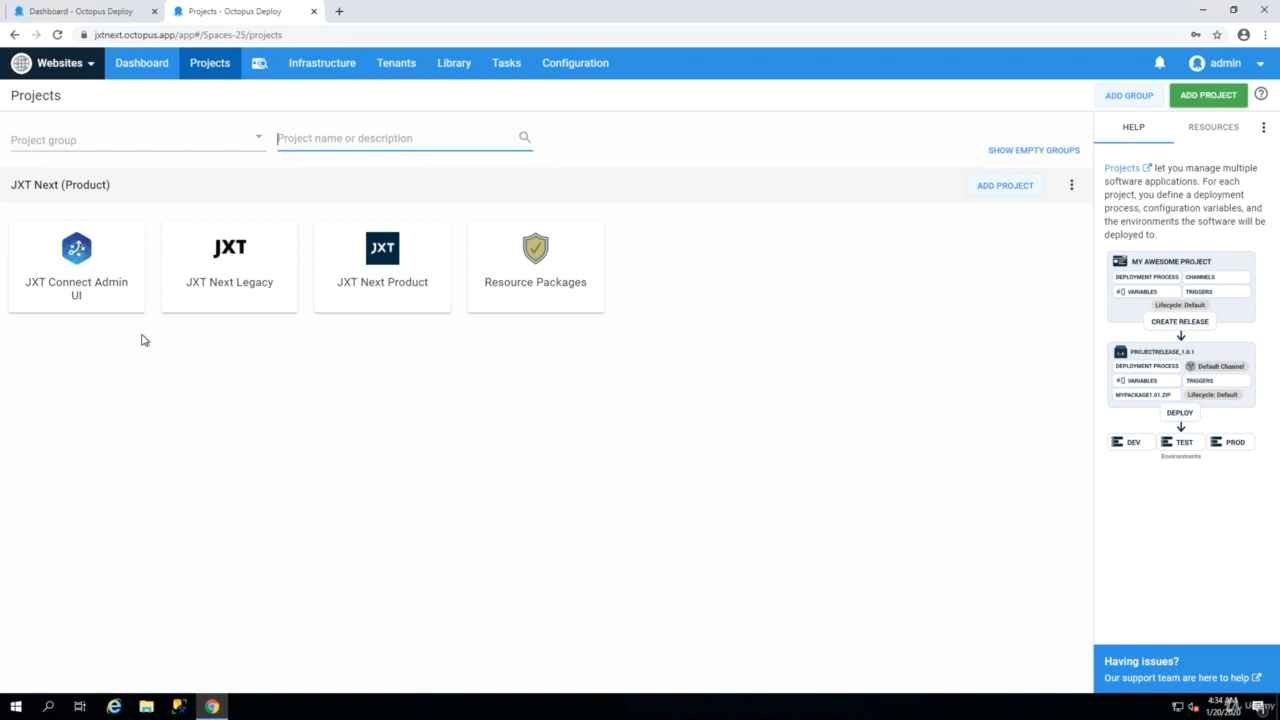 Dashboard - Octopus Deploy
Projects - Octopus Deploy
jxtnext.octopus.app/app#/Spaces-25/projects
Websites
Dashboard
Projects
Infrastructure
Tenants
Library
Tasks
Configuration
admin
Projects
ADD GROUP
ADD PROJECT
Project group
Project name or description
SHOW EMPTY GROUPS
JXT Next (Product)
ADD PROJECT
JXT Connect Admin
UI
JXT
JXT Next Legacy
JXT
JXT Next Product
Resource Packages
HELP
RESOURCES
Projects let you manage multiple
software applications. For each
project, you define a deployment
process, configuration variables, and
the environments the software will be
deployed to.
MY AWESOME PROJECT
DEPLOYMENT PROCESS
CHANNELS
VARIABLES
TRIGGERS
Lifecycle: Default
CREATE RELEASE
PROJECTRELEASE_1.0.1
DEPLOYMENT PROCESS
Default Channel
VARIABLES
TRIGGERS
MYPACKAGE1.01.ZIP
Lifecycle: Default
DEPLOY
DEV
TEST
PROD
Environments
Having issues?
Our support team are here to help
4:34 AM
1/20/2020